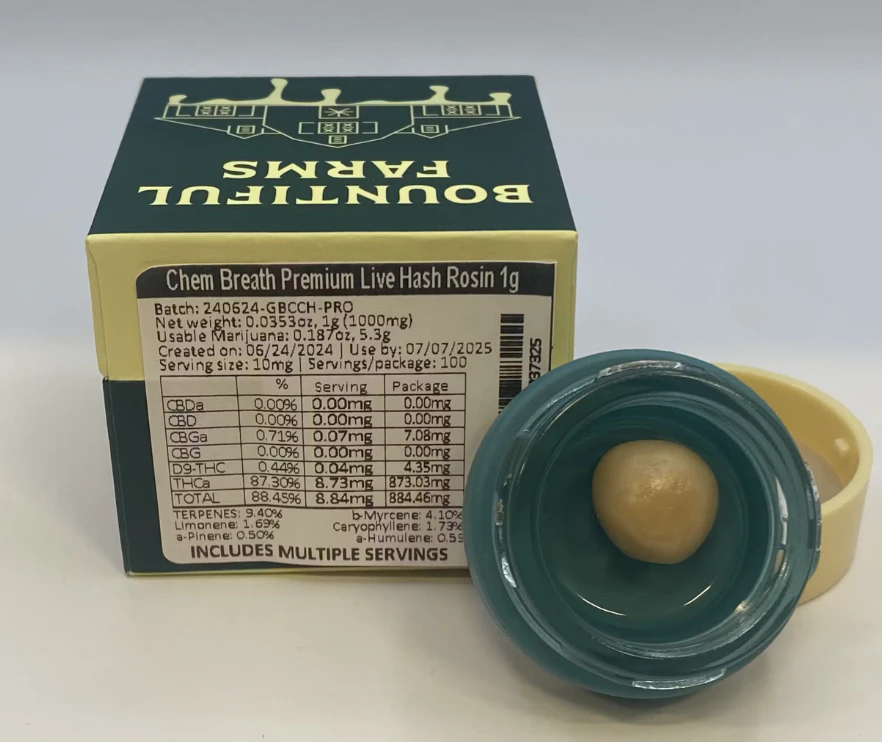 BOUNTIFUL
FARMS
Chem Breath Premium Live Hash Rosin 1g
Batch: 240624-GBCCH-PRO
Net weight: 0.0353oz, 1g (1000mg)
Usable Marijuana: 0.187oz, 5.3g
Created on: 06/24/2024 | Use by: 07/07/2025
Serving size: 10mg | Servings/package: 100
% Serving Package
CBDa 0.00% 0.00mg 0.00mg
CBD 0.00% 0.00mg 0.00mg
CBGa 0.71% 0.07mg 7.08mg
CBG 0.00% 0.00mg 0.00mg
D9-THC 0.44% 0.04mg 4.35mg
THCa 87.30% 8.73mg 873.03mg
TOTAL 88.45% 8.84mg 884.46mg
TERPENES: 9.40% b-Myrcene: 4.10%
Limonene: 1.69% Caryophyllene: 1.73%
a-Pinene: 0.50% a-Humulene: 0.59
INCLUDES MULTIPLE SERVINGS
37325